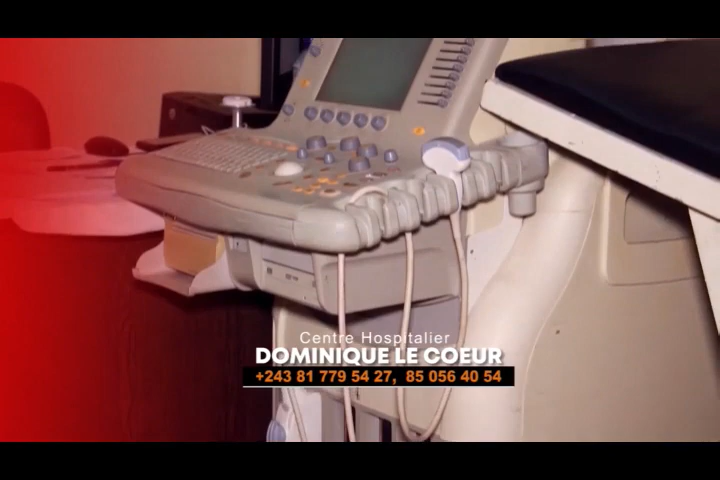 Centre Hospitalier
DOMINIQUE LE COEUR
+243 81 779 54 27, 85 056 40 54